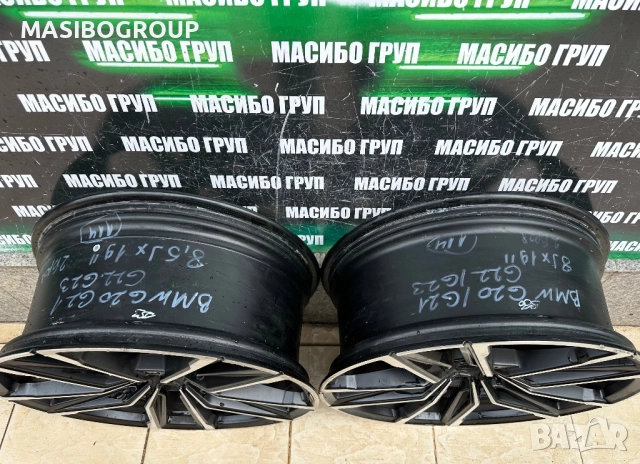 MASIBOGROUP
МАСИБО ГРУП МАСИБО ГРУП
МАСИБО ГРУП МАСИБО ГРУП МАСИБО ГРУП
МАСИБО ГРУП МАСИБО ГРУП МАСИБО ГРУП
МАСИБО ГРУП МАСИБО ГРУП МАСИБО ГРУП МАСИБО ГРУП
МАСИБО ГРУП МАСИБО ГРУП МАСИБО ГРУП
МАСИБО ГРУП МАСИБО ГРУП
114
8,5J x 19"
BMW G20 G21
G22 G23
114
8J x 19"
BMW G20/G21
G22/G23
bazar